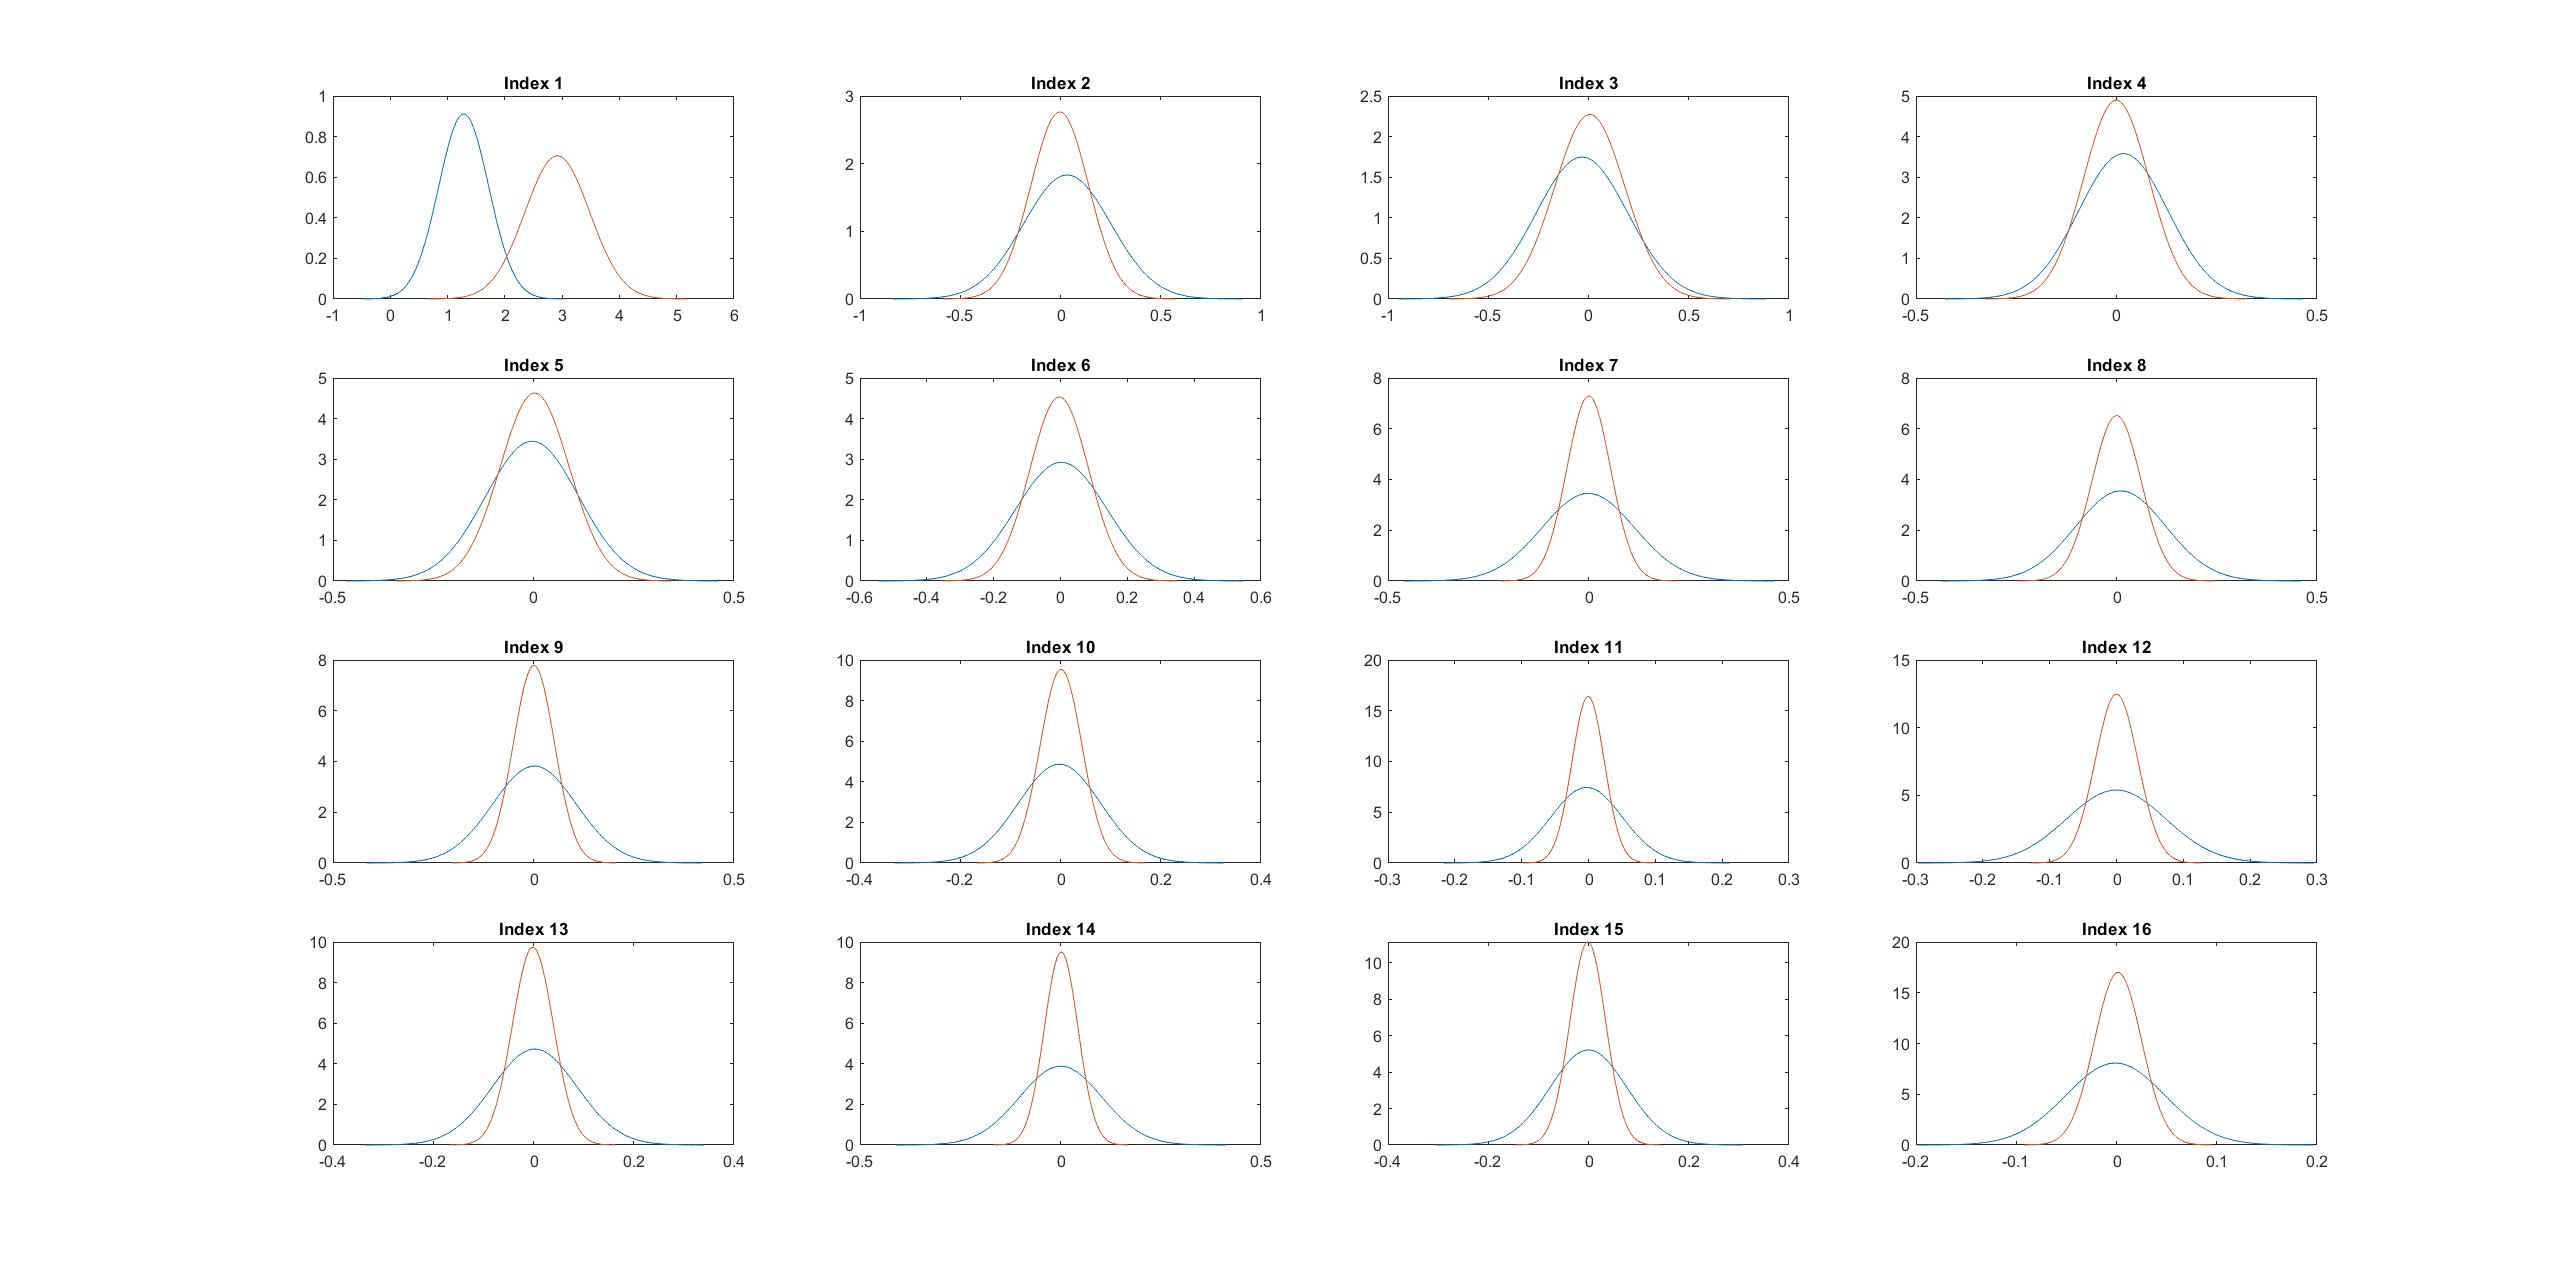 Index 1 Index 2 Index 3 Index 4
1 3 2.5 5
0.8 2 4
0.6 2 1.5 3
0.4 1 1 2
0.2 0.5 1
0 0 0 0
-1 0 1 2 3 4 5 6 -1 -0.5 0 0.5 1 -1 -0.5 0 0.5 1 -0.5 0 0.5
Index 5 Index 6 Index 7 Index 8
5 5 8 8
4 4 6 6
3 3 4 4
2 2 2 2
1 1
0 0 0 0
-0.5 0 0.5 -0.6 -0.4 -0.2 0 0.2 0.4 0.6 -0.5 0 0.5 -0.5 0 0.5
Index 9 Index 10 Index 11 Index 12
8 10 20 15
6 8 15 10
4 6 10 5
2 4 5
2
0 0 0 0
-0.5 0 0.5 -0.4 -0.2 0 0.2 0.4 -0.3 -0.2 -0.1 0 0.1 0.2 0.3 -0.3 -0.2 -0.1 0 0.1 0.2 0.3
Index 13 Index 14 Index 15 Index 16
10 10 10 20
8 8 8 15
6 6 6 10
4 4 4 5
2 2 2
0 0 0 0
-0.4 -0.2 0 0.2 0.4 -0.5 0 0.5 -0.4 -0.2 0 0.2 0.4 -0.2 -0.1 0 0.1 0.2